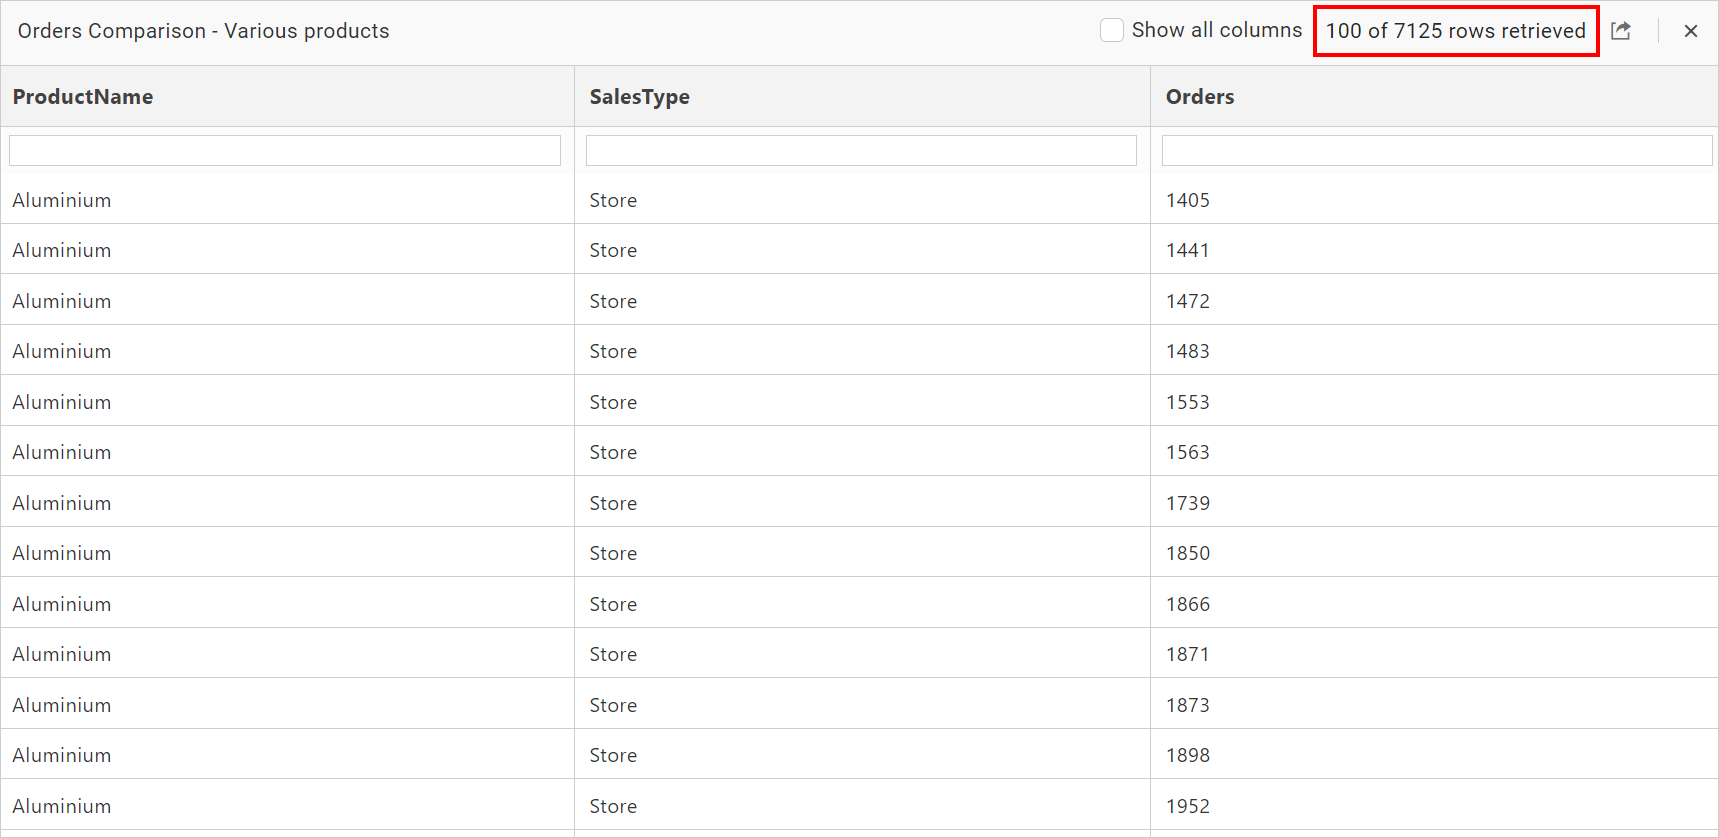 Orders Comparison - Various products Show all columns 100 of 7125 rows retrieved
ProductName SalesType Orders
Aluminium Store 1405
Aluminium Store 1441
Aluminium Store 1472
Aluminium Store 1483
Aluminium Store 1553
Aluminium Store 1563
Aluminium Store 1739
Aluminium Store 1850
Aluminium Store 1866
Aluminium Store 1871
Aluminium Store 1873
Aluminium Store 1898
Aluminium Store 1952